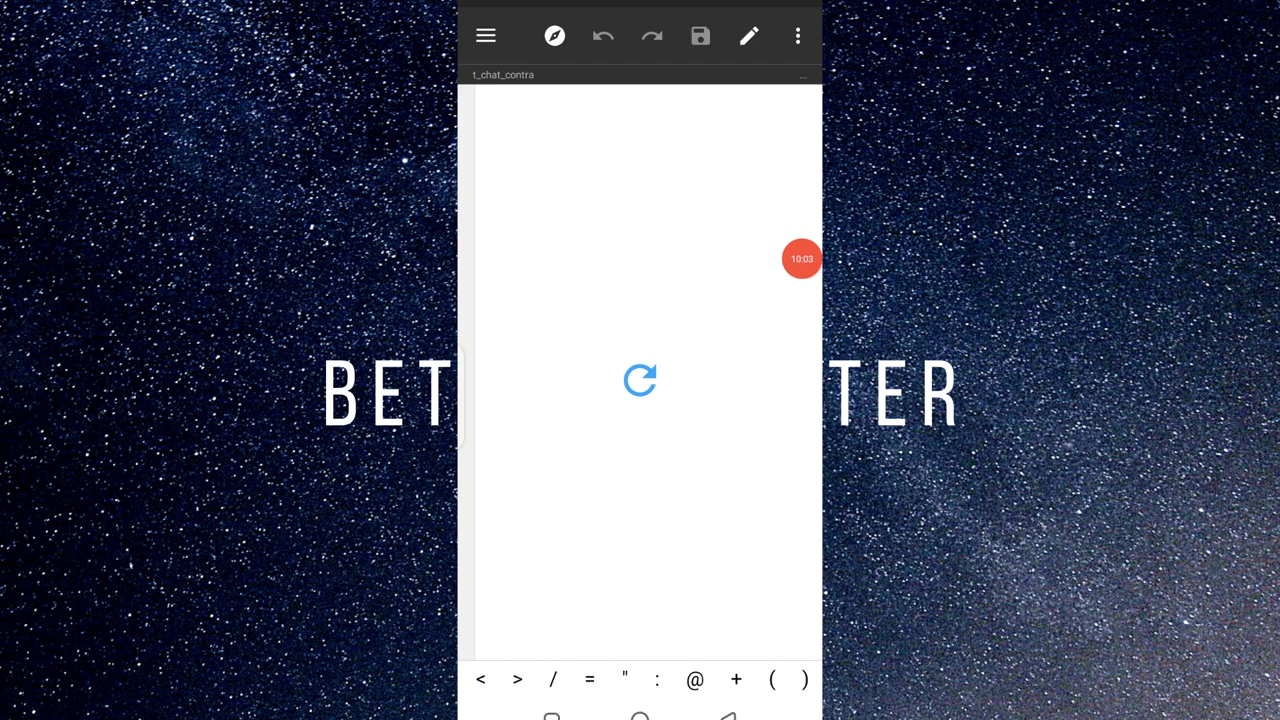 t_chat_contra
...
10:03
BET TER
< > / = " : @ + ( )